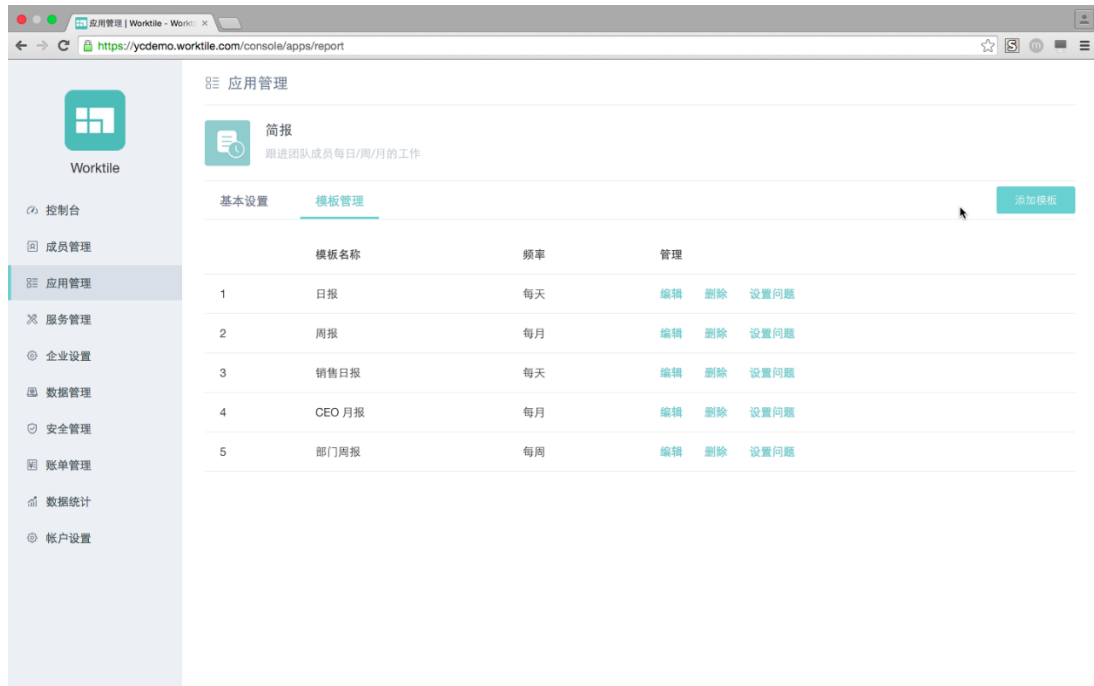 应用管理 | Worktile - Workt
https://ycdemo.worktile.com/console/apps/report
Worktile
控制台
成员管理
应用管理
服务管理
企业设置
数据管理
安全管理
账单管理
数据统计
帐户设置
应用管理
简报
跟进团队成员每日/周/月的工作
基本设置 模板管理 添加模板
模板名称 频率 管理
1 日报 每天 编辑 删除 设置问题
2 周报 每月 编辑 删除 设置问题
3 销售日报 每天 编辑 删除 设置问题
4 CEO 月报 每月 编辑 删除 设置问题
5 部门周报 每周 编辑 删除 设置问题